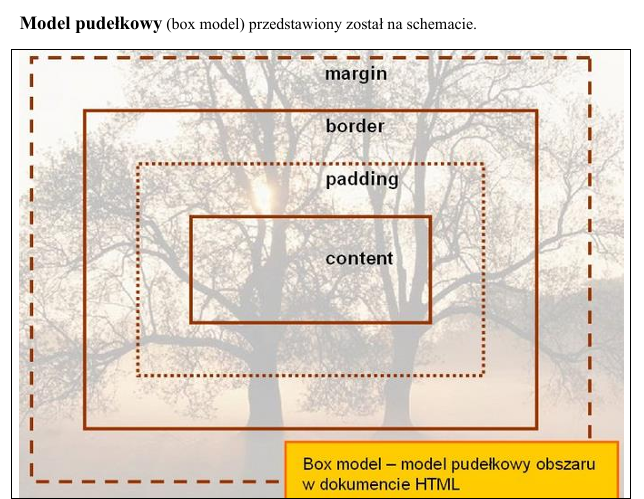 Model pudełkowy (box model) przedstawiony został na schemacie.
margin
border
padding
content
Box model – model pudełkowy obszaru
w dokumencie HTML